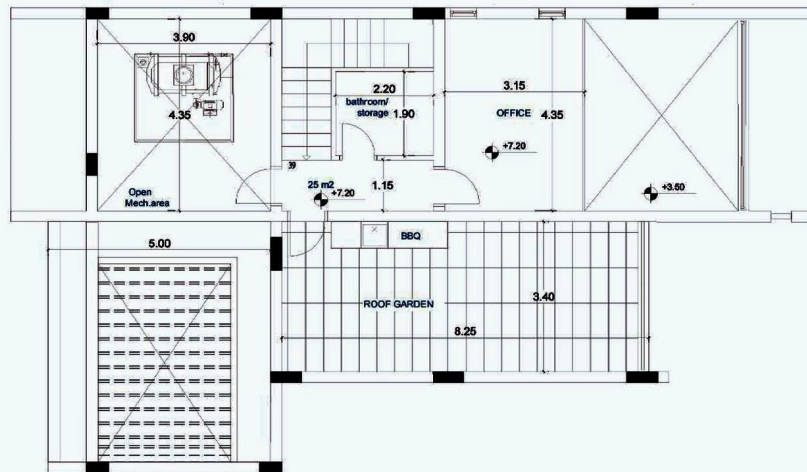 3.90
2.20
bathroom/
storage
1.90
3.15
OFFICE
4.35
4.35
+7.20
39
25 m2
+7.20
1.15
+3.50
Open
Mech.area
5.00
BBQ
3.40
ROOF GARDEN
8.25